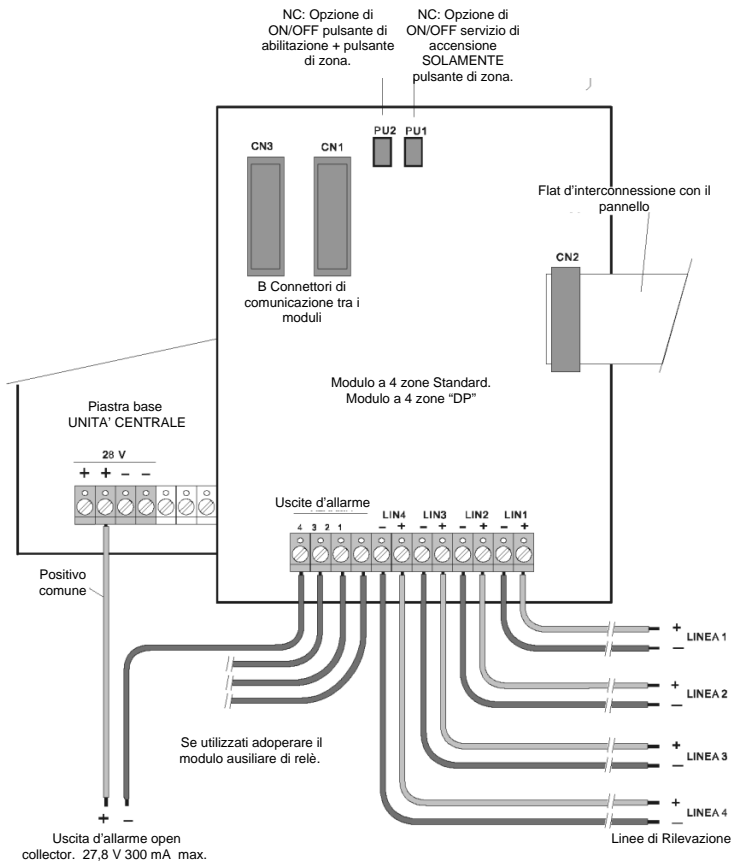 NC: Opzione di
ON/OFF pulsante di
abilitazione + pulsante
di zona.
NC: Opzione di
ON/OFF servizio di
accensione
SOLAMENTE
pulsante di zona.
PU2 PU1
CN3
CN1
Flat d'interconnessione con il
pannello
CN2
B Connettori di
comunicazione tra i
moduli
Modulo a 4 zone Standard.
Modulo a 4 zone “DP”
Piastra base
UNITA' CENTRALE
28 V
+ + – –
Uscite d'allarme
LIN4 LIN3 LIN2 LIN1
4 3 2 1 – + – + – + – +
Positivo
comune
+
– LINEA 1
+
– LINEA 2
+
– LINEA 3
+
– LINEA 4
Se utilizzati adoperare il
modulo ausiliare di relè.
+ –
Uscita d'allarme open
collector. 27,8 V 300 mA max.
Linee di Rilevazione